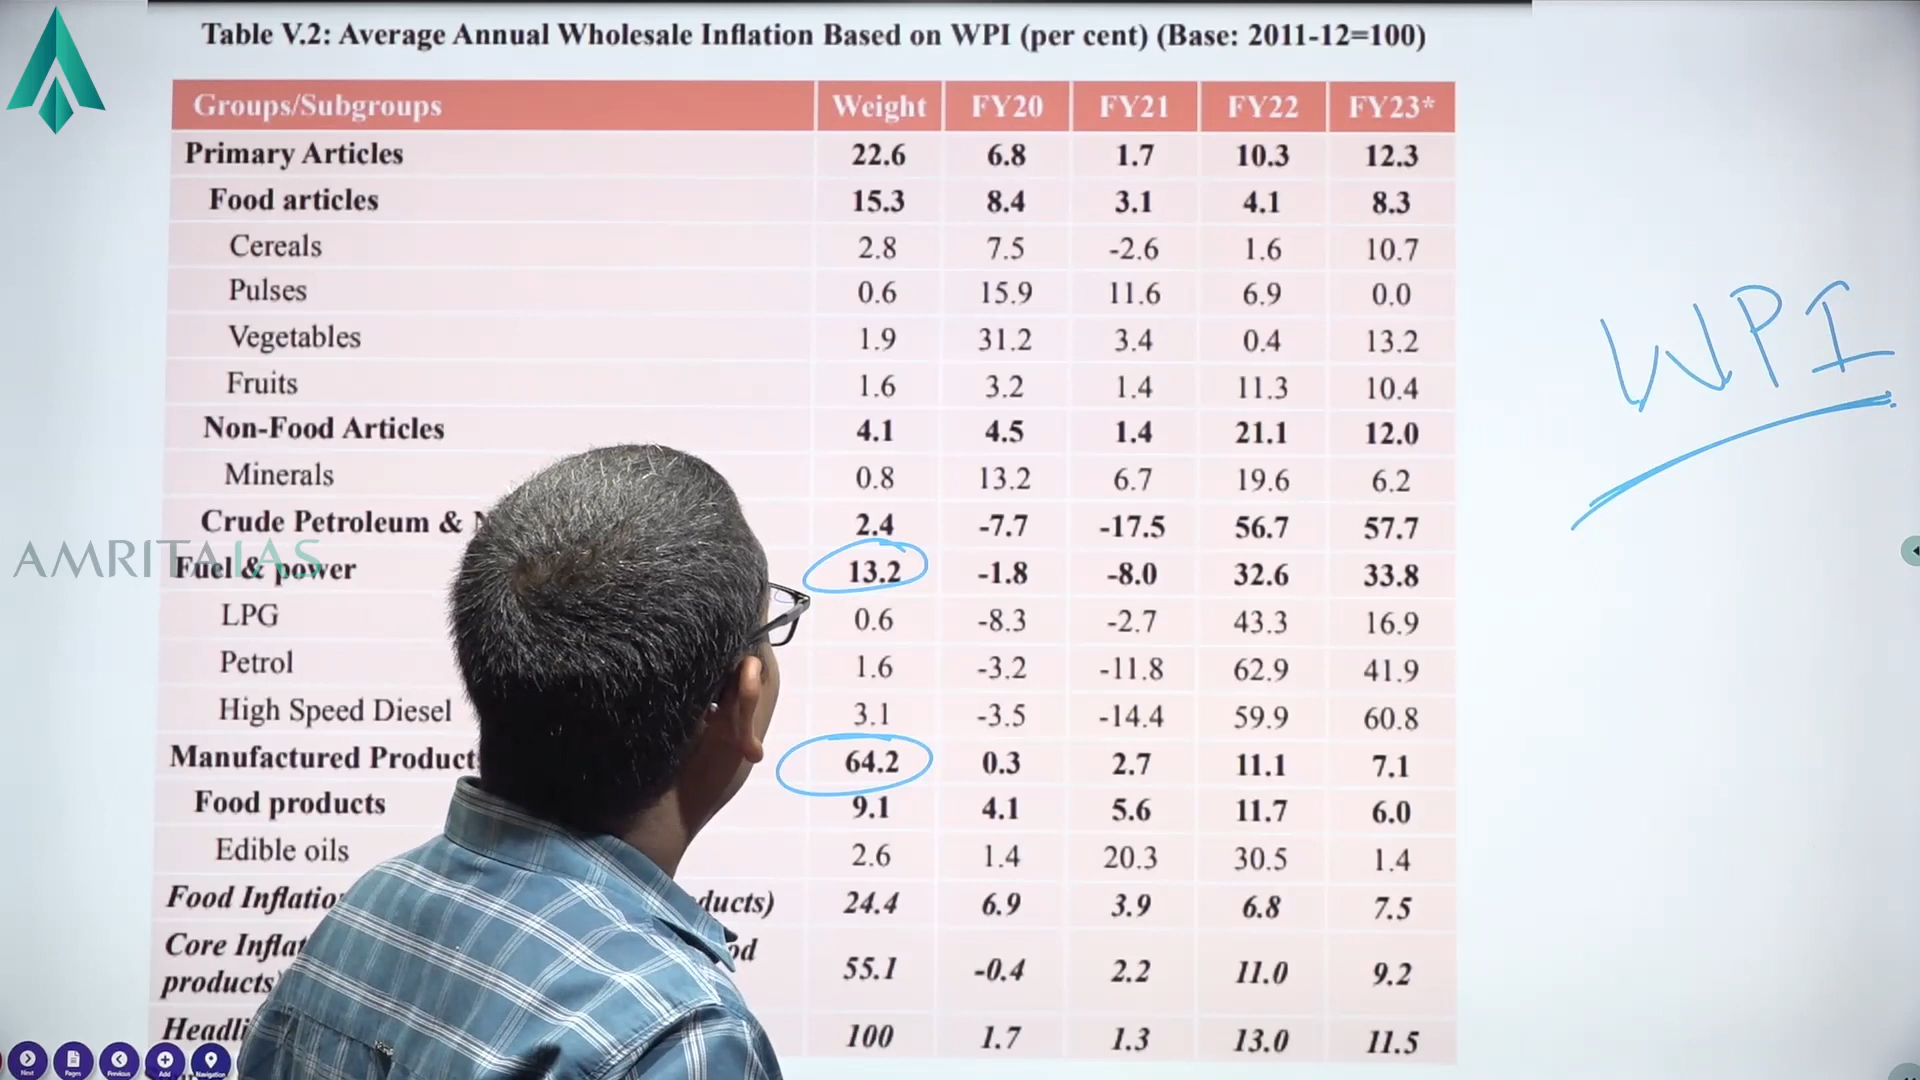 Table V.2: Average Annual Wholesale Inflation Based on WPI (per cent) (Base: 2011-12=100)
Groups/Subgroups Weight FY20 FY21 FY22 FY23*
Primary Articles 22.6 6.8 1.7 10.3 12.3
Food articles 15.3 8.4 3.1 4.1 8.3
Cereals 2.8 7.5 -2.6 1.6 10.7
Pulses 0.6 15.9 11.6 6.9 0.0
Vegetables 1.9 31.2 3.4 0.4 13.2
Fruits 1.6 3.2 1.4 11.3 10.4
Non-Food Articles 4.1 4.5 1.4 21.1 12.0
Minerals 0.8 13.2 6.7 19.6 6.2
Crude Petroleum & 2.4 -7.7 -17.5 56.7 57.7
Fuel & power 13.2 -1.8 -8.0 32.6 33.8
LPG 0.6 -8.3 -2.7 43.3 16.9
Petrol 1.6 -3.2 -11.8 62.9 41.9
High Speed Diesel 3.1 -3.5 -14.4 59.9 60.8
Manufactured Product 64.2 0.3 2.7 11.1 7.1
Food products 9.1 4.1 5.6 11.7 6.0
Edible oils 2.6 1.4 20.3 30.5 1.4
Food 24.4 6.9 3.9 6.8 7.5
Core
products 55.1 -0.4 2.2 11.0 9.2
100 1.7 1.3 13.0 11.5
WPI
AMRITA IAS
Next Pages Previous Add Navigation